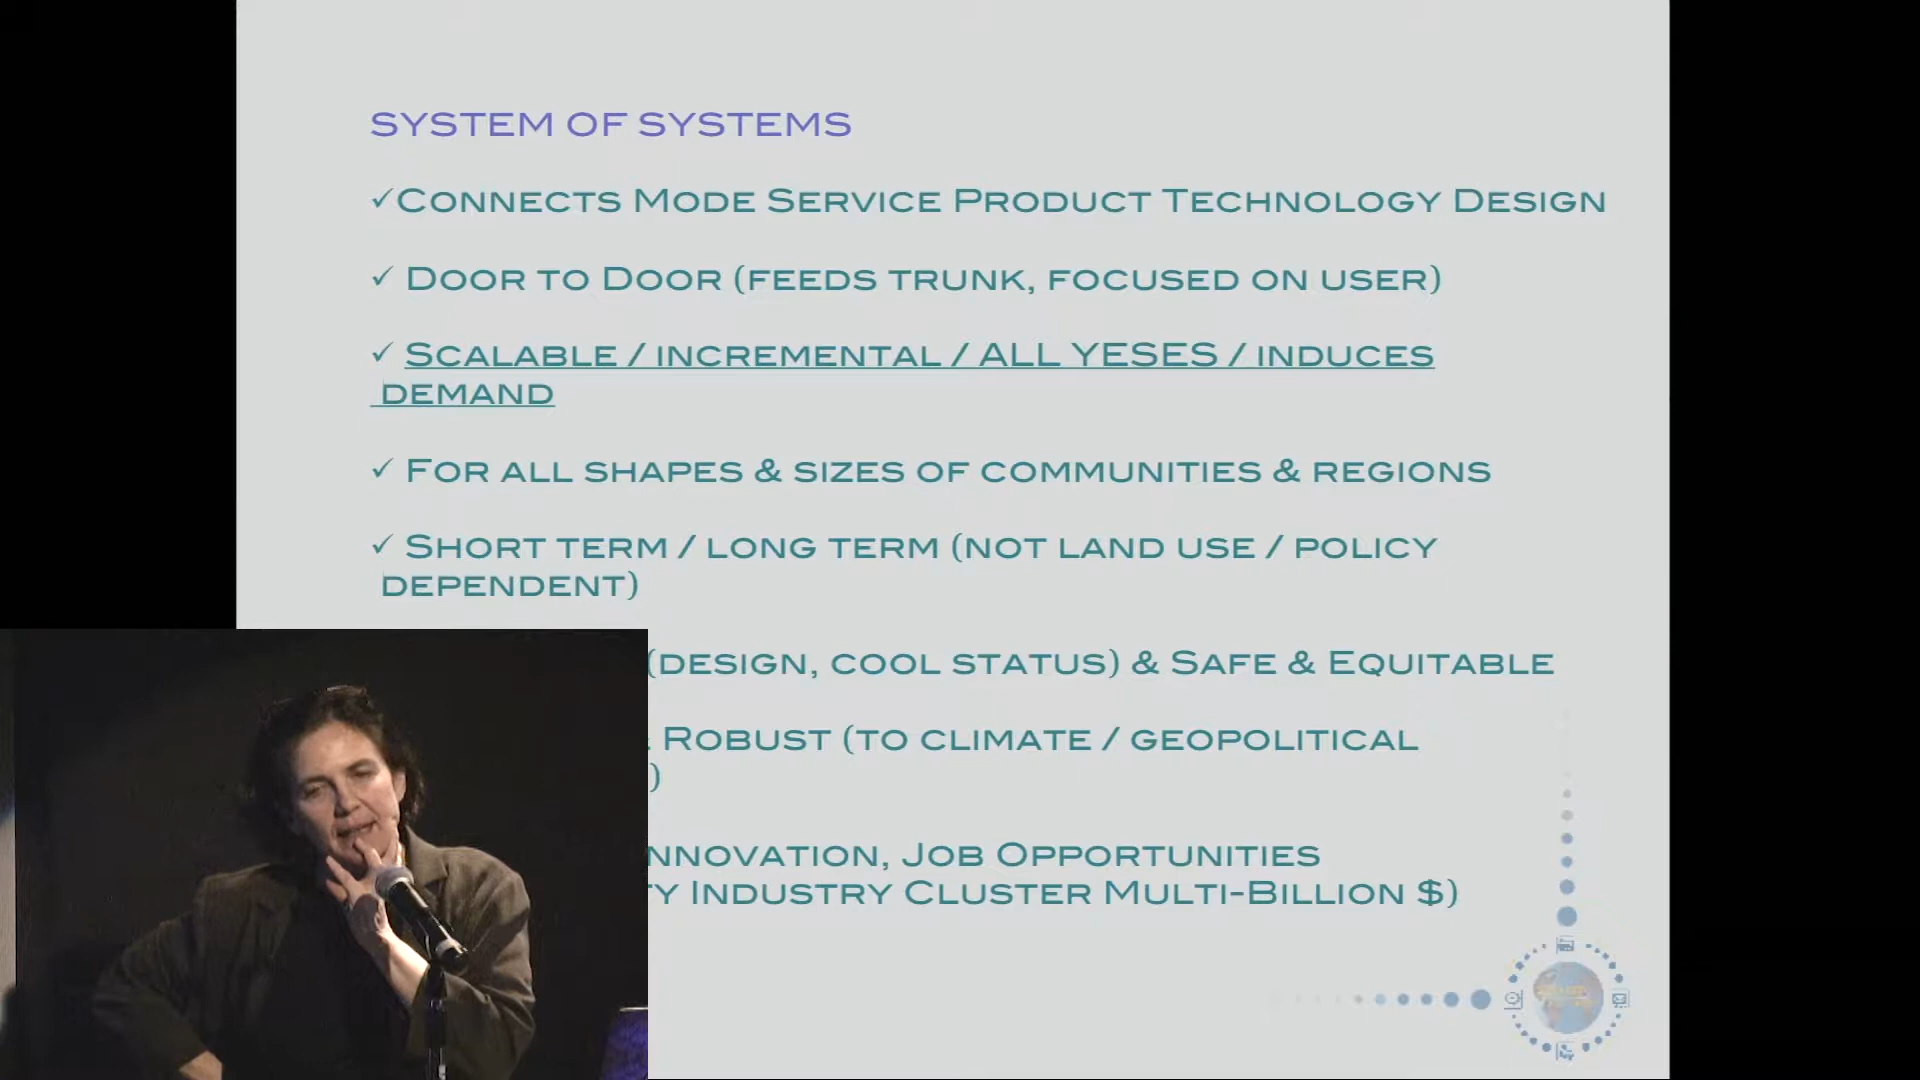 SYSTEM OF SYSTEMS
✓CONNECTS MODE SERVICE PRODUCT TECHNOLOGY DESIGN
✓ DOOR TO DOOR (FEEDS TRUNK, FOCUSED ON USER)
✓ SCALABLE / INCREMENTAL / ALL YESES / INDUCES
DEMAND
✓ FOR ALL SHAPES & SIZES OF COMMUNITIES & REGIONS
✓ SHORT TERM / LONG TERM (NOT LAND USE / POLICY
DEPENDENT)
(DESIGN, COOL STATUS) & SAFE & EQUITABLE
ROBUST (TO CLIMATE / GEOPOLITICAL
)
NNOVATION, JOB OPPORTUNITIES
TY INDUSTRY CLUSTER MULTI-BILLION $)